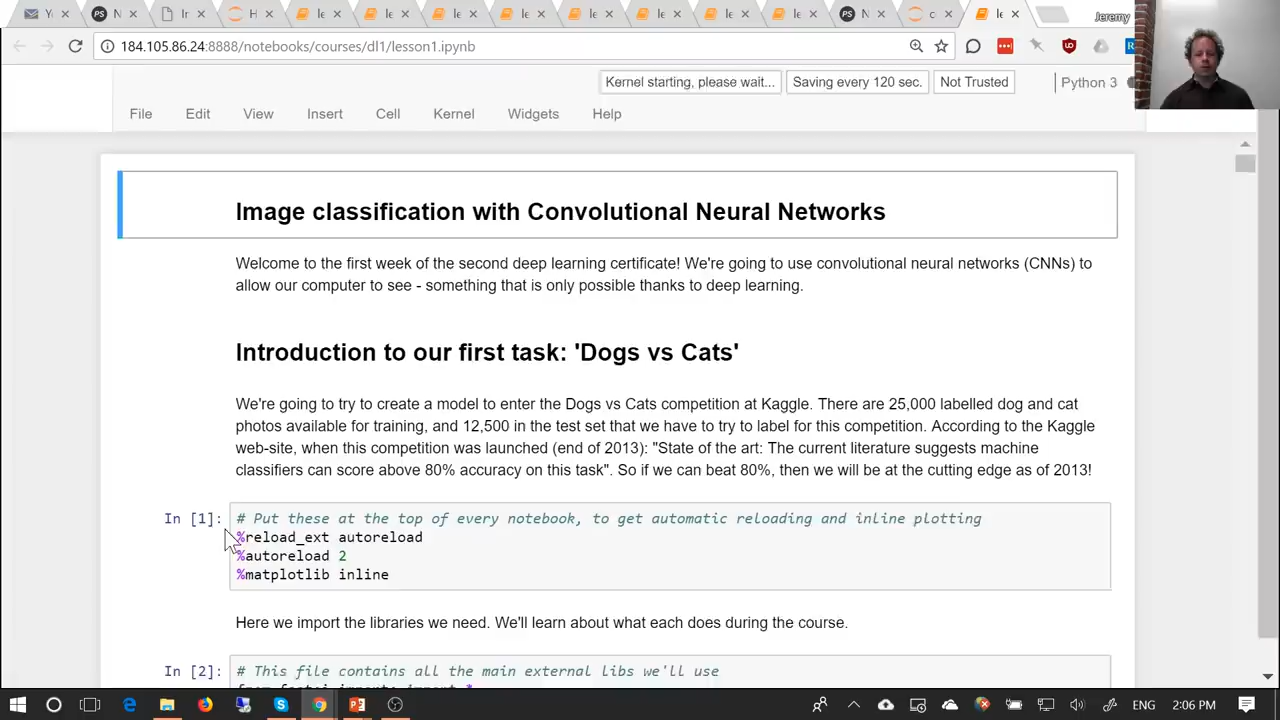 Y
N
In
le
le
le
le
le
le
le
c
le
Jeremy
184.105.86.24:8888/notebooks/courses/dl1/lesson1.ipynb
Kernel starting, please wait...
Saving every 120 sec.
Not Trusted
Python 3
File
Edit
View
Insert
Cell
Kernel
Widgets
Help
Image classification with Convolutional Neural Networks
Welcome to the first week of the second deep learning certificate! We're going to use convolutional neural networks (CNNs) to
allow our computer to see - something that is only possible thanks to deep learning.
Introduction to our first task: 'Dogs vs Cats'
We're going to try to create a model to enter the Dogs vs Cats competition at Kaggle. There are 25,000 labelled dog and cat
photos available for training, and 12,500 in the test set that we have to try to label for this competition. According to the Kaggle
web-site, when this competition was launched (end of 2013): "State of the art: The current literature suggests machine
classifiers can score above 80% accuracy on this task". So if we can beat 80%, then we will be at the cutting edge as of 2013!
In [1]:
# Put these at the top of every notebook, to get automatic reloading and inline plotting
%reload_ext autoreload
%autoreload 2
%matplotlib inline
Here we import the libraries we need. We'll learn about what each does during the course.
In [2]:
# This file contains all the main external libs we'll use
ENG
2:06 PM